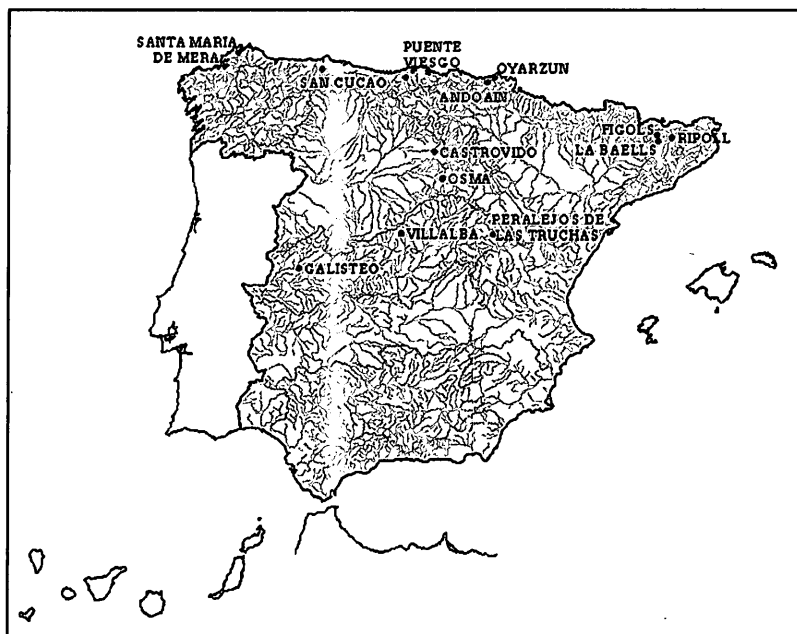 SANTA MARIA
DE MERA
PUENTE
VIESGO
OYARZUN
SAN CUCAO
ANDOAIN
FIGOLS
LA BAELLS
RIPOLL
CASTROVIDO
OSMA
VILLALBA
PERALEJOS DE
LAS TRUCHAS
GALISTEO